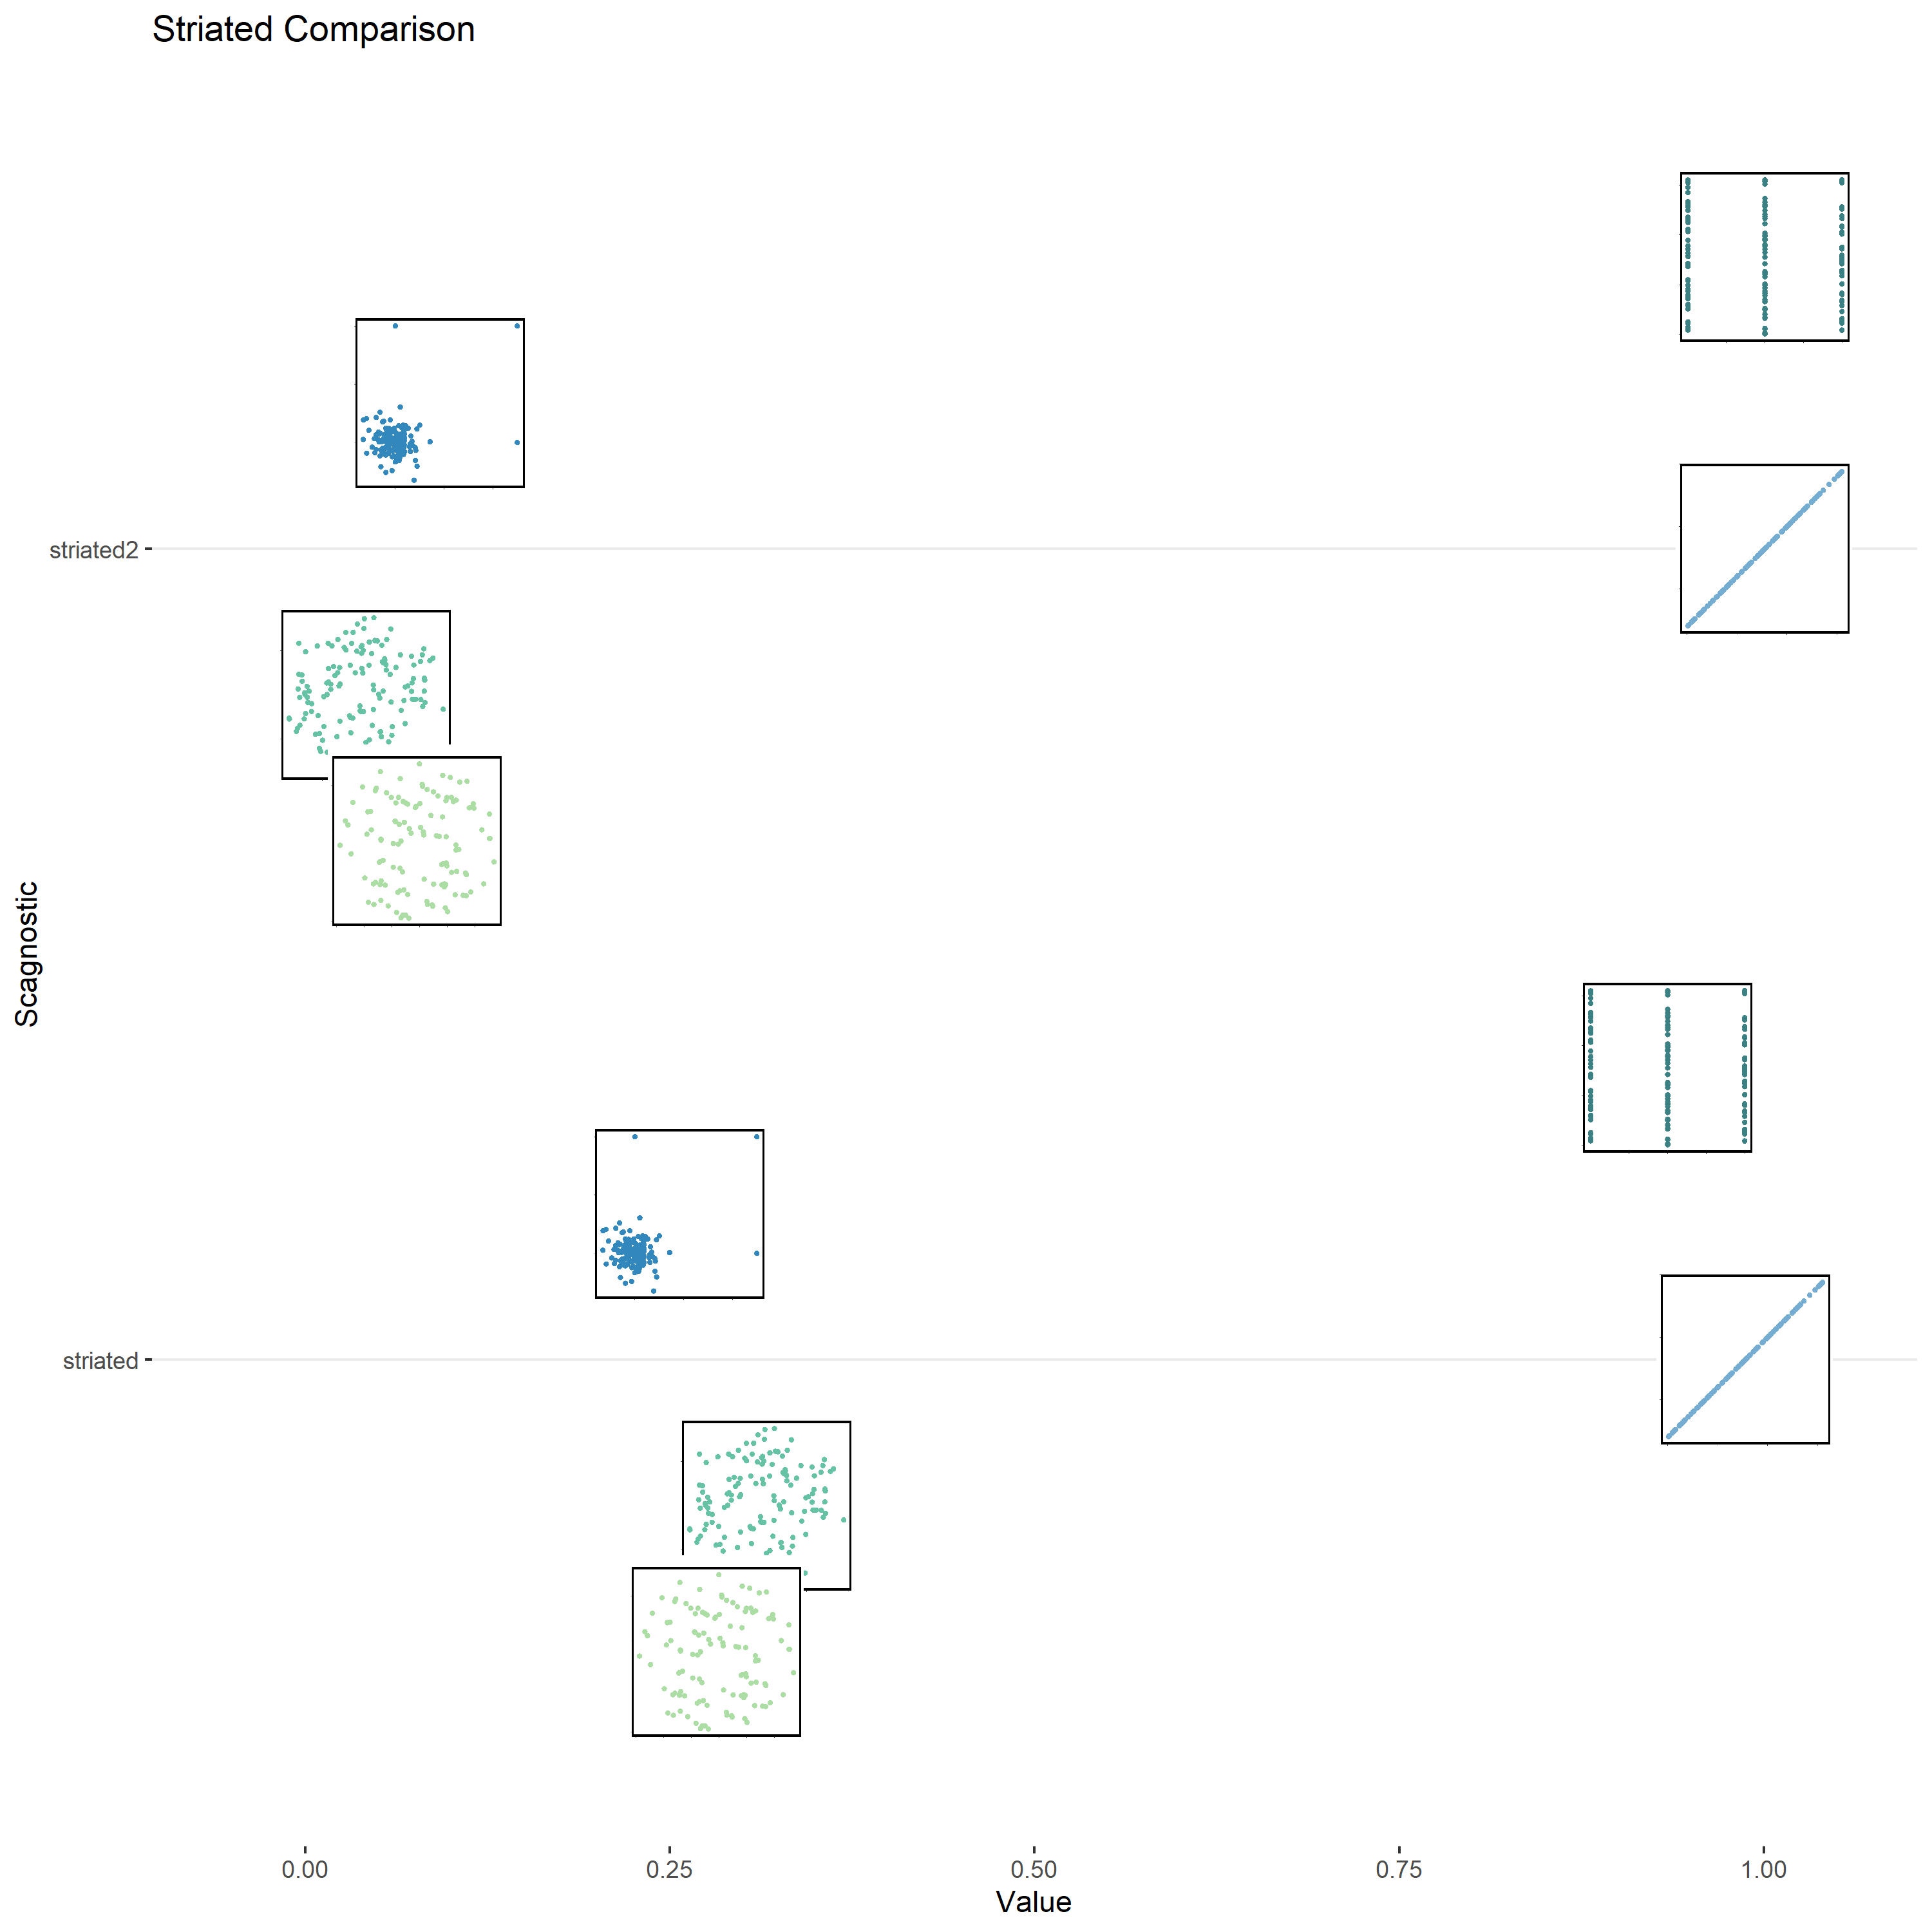 Striated Comparison
striated2
Scagnostic
striated
0.00 0.25 0.50 0.75 1.00
Value